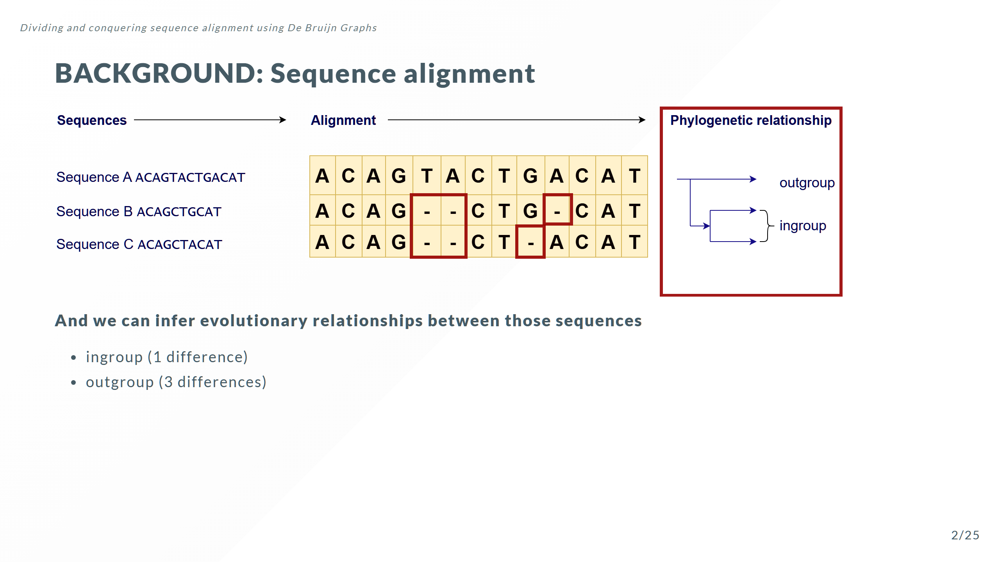 Dividing and conquering sequence alignment using De Bruijn Graphs
BACKGROUND: Sequence alignment
Sequences
Alignment
Phylogenetic relationship
Sequence A ACAGTACTGACAT
Sequence B ACAGCTGCAT
Sequence C ACAGCTACAT
A C A G T A C T G A C A T
A C A G - - C T G - C A T
A C A G - - C T - A C A T
outgroup
ingroup
And we can infer evolutionary relationships between those sequences
• ingroup (1 difference)
• outgroup (3 differences)
2/25